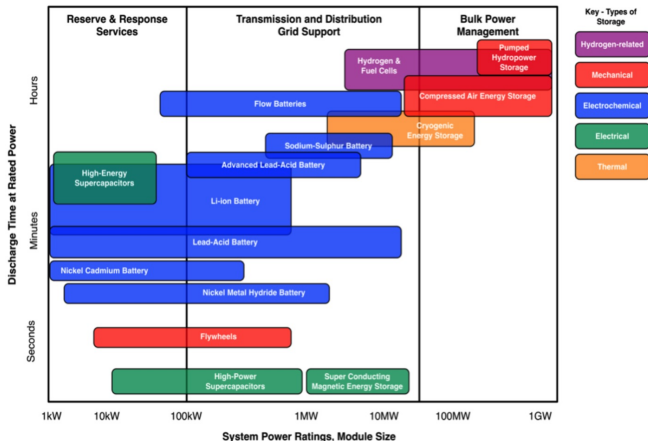 Reserve & Response
Services
Transmission and Distribution
Grid Support
Bulk Power
Management
Key - Types of
Storage
Hydrogen-related
Mechanical
Electrochemical
Electrical
Thermal
Discharge Time at Rated Power
Hours
Minutes
Seconds
Hydrogen &
Fuel Cells
Pumped
Hydropower
Storage
Compressed Air Energy Storage
Flow Batteries
Cryogenic
Energy Storage
Sodium-Sulphur Battery
Advanced Lead-Acid Battery
High-Energy
Supercapacitors
Li-ion Battery
Lead-Acid Battery
Nickel Cadmium Battery
Nickel Metal Hydride Battery
Flywheels
High-Power
Supercapacitors
Super Conducting
Magnetic Energy Storage
1kW 10kW 100kW 1MW 10MW 100MW 1GW
System Power Ratings, Module Size